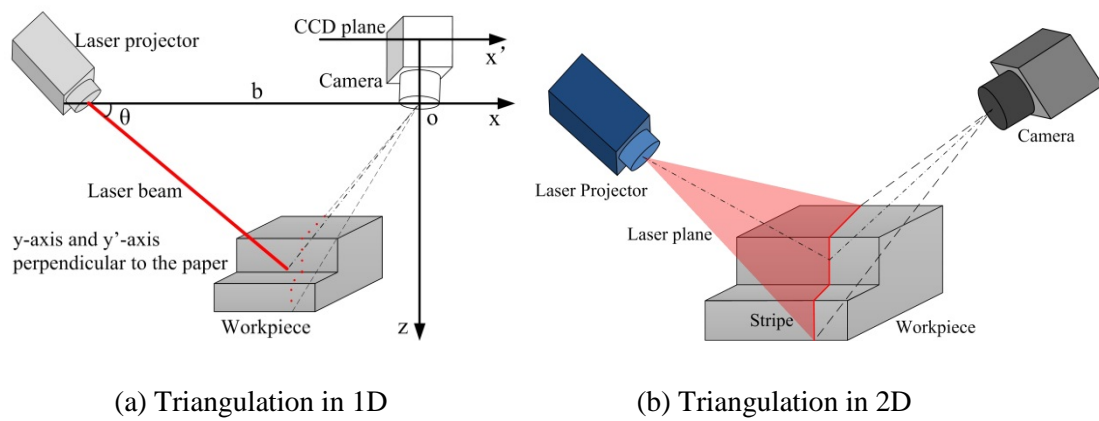 Laser projector
CCD plane
x'
Camera
b
θ
o
x
Laser beam
y-axis and y'-axis
perpendicular to the paper
Workpiece
z
(a) Triangulation in 1D
Laser Projector
Camera
Laser plane
Stripe
Workpiece
(b) Triangulation in 2D